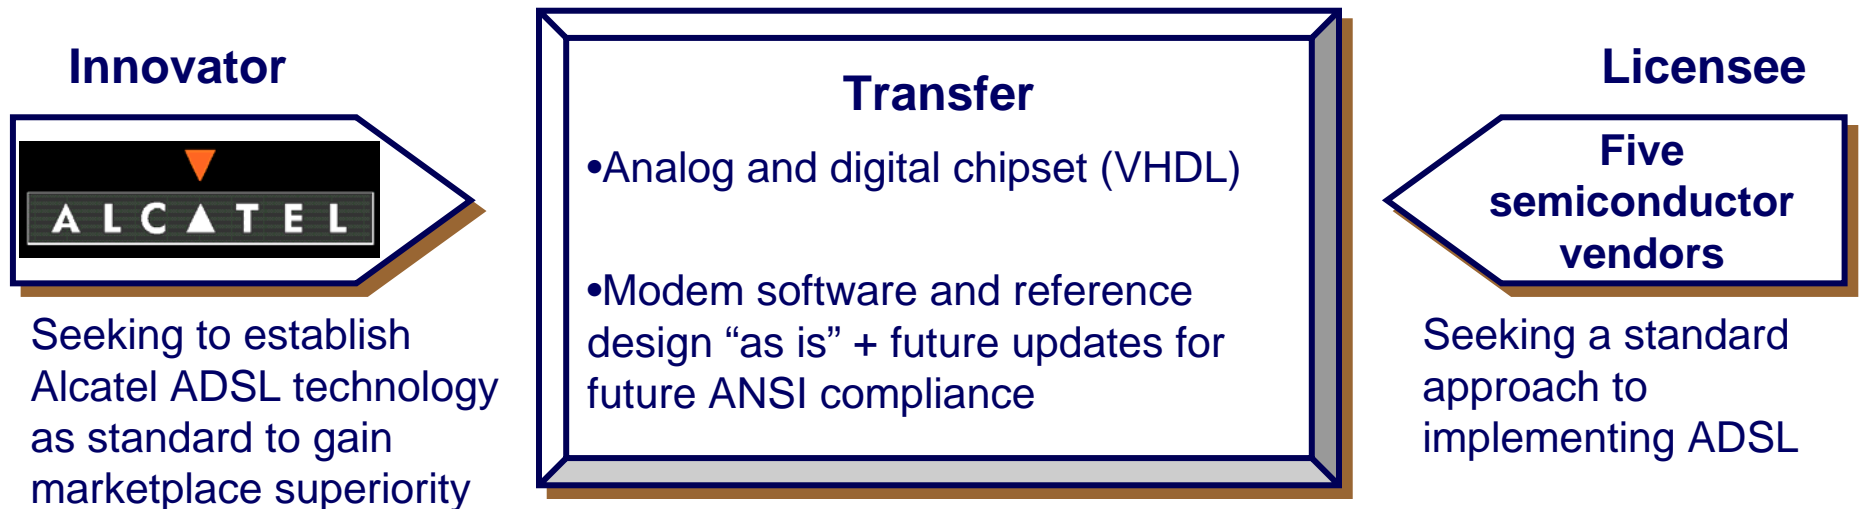 Innovator
ALCATEL
Seeking to establish
Alcatel ADSL technology
as standard to gain
marketplace superiority
Transfer
•Analog and digital chipset (VHDL)
•Modem software and reference
design “as is” + future updates for
future ANSI compliance
Licensee
Five
semiconductor
vendors
Seeking a standard
approach to
implementing ADSL